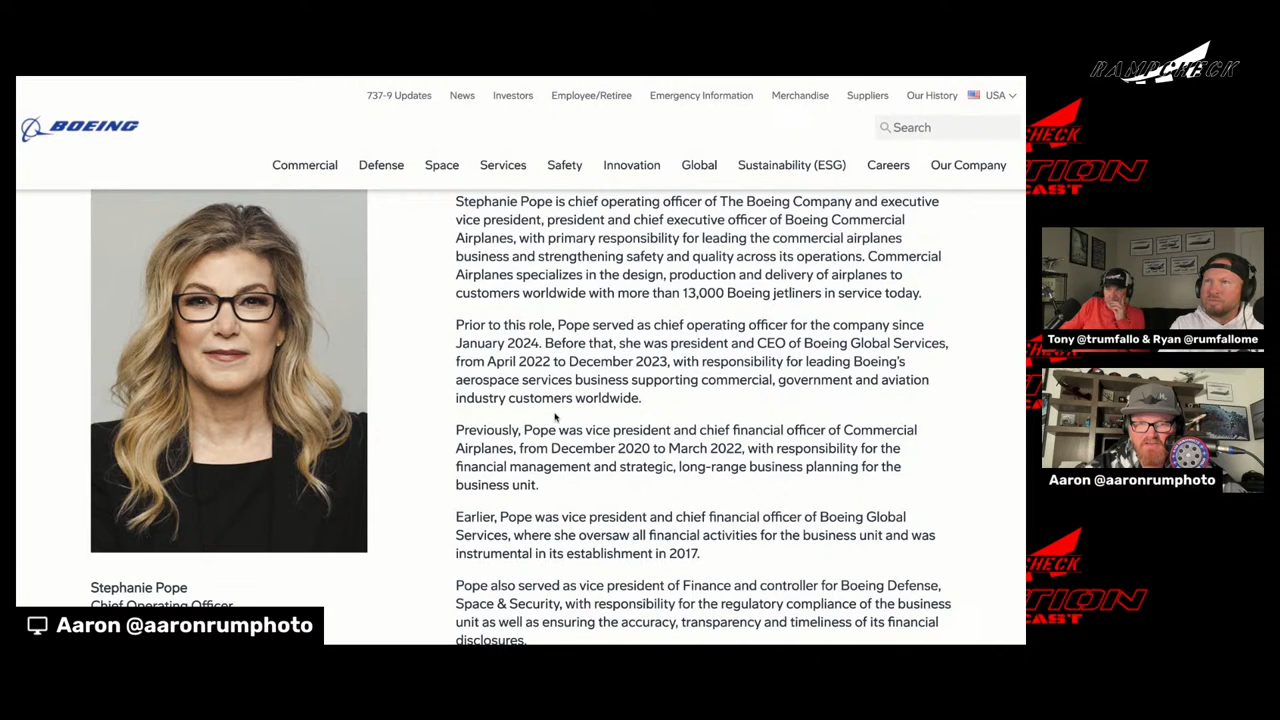 RAMPCHECK
737-9 Updates
News
Investors
Employee/Retiree
Emergency Information
Merchandise
Suppliers
Our History
USA
BOEING
Search
Commercial
Defense
Space
Services
Safety
Innovation
Global
Sustainability (ESG)
Careers
Our Company
Stephanie Pope is chief operating officer of The Boeing Company and executive
vice president, president and chief executive officer of Boeing Commercial
Airplanes, with primary responsibility for leading the commercial airplanes
business and strengthening safety and quality across its operations. Commercial
Airplanes specializes in the design, production and delivery of airplanes to
customers worldwide with more than 13,000 Boeing jetliners in service today.
Prior to this role, Pope served as chief operating officer for the company since
January 2024. Before that, she was president and CEO of Boeing Global Services,
from April 2022 to December 2023, with responsibility for leading Boeing's
aerospace services business supporting commercial, government and aviation
industry customers worldwide.
Previously, Pope was vice president and chief financial officer of Commercial
Airplanes, from December 2020 to March 2022, with responsibility for the
financial management and strategic, long-range business planning for the
business unit.
Earlier, Pope was vice president and chief financial officer of Boeing Global
Services, where she oversaw all financial activities for the business unit and was
instrumental in its establishment in 2017.
Pope also served as vice president of Finance and controller for Boeing Defense,
Space & Security, with responsibility for the regulatory compliance of the business
unit as well as ensuring the accuracy, transparency and timeliness of its financial
disclosures.
Stephanie Pope
Chief Operating Officer
Aaron @aaronrumphoto
CHECK
TION
CAST
Tony @trumfallo & Ryan @rumfallome
Aaron @aaronrumphoto
CHECK
TION
CAST